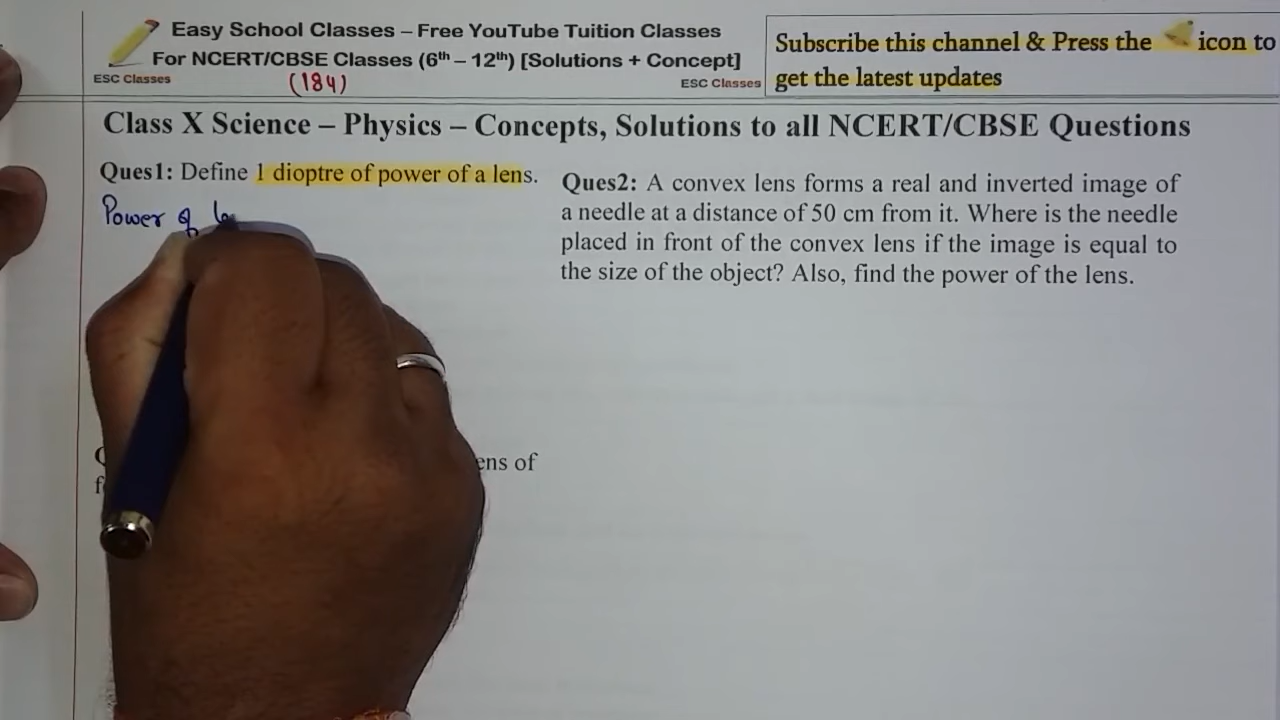 Easy School Classes – Free YouTube Tuition Classes
For NCERT/CBSE Classes (6th – 12th) [Solutions + Concept]
ESC Classes
(184)
ESC Classes
Subscribe this channel & Press the icon to
get the latest updates
Class X Science – Physics – Concepts, Solutions to all NCERT/CBSE Questions
Ques1: Define 1 dioptre of power of a lens.
Power of
ens of
Ques2: A convex lens forms a real and inverted image of
a needle at a distance of 50 cm from it. Where is the needle
placed in front of the convex lens if the image is equal to
the size of the object? Also, find the power of the lens.